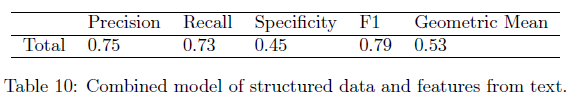 Precision Recall Specificity F1 Geometric Mean
Total 0.75 0.73 0.45 0.79 0.53
Table 10: Combined model of structured data and features from text.